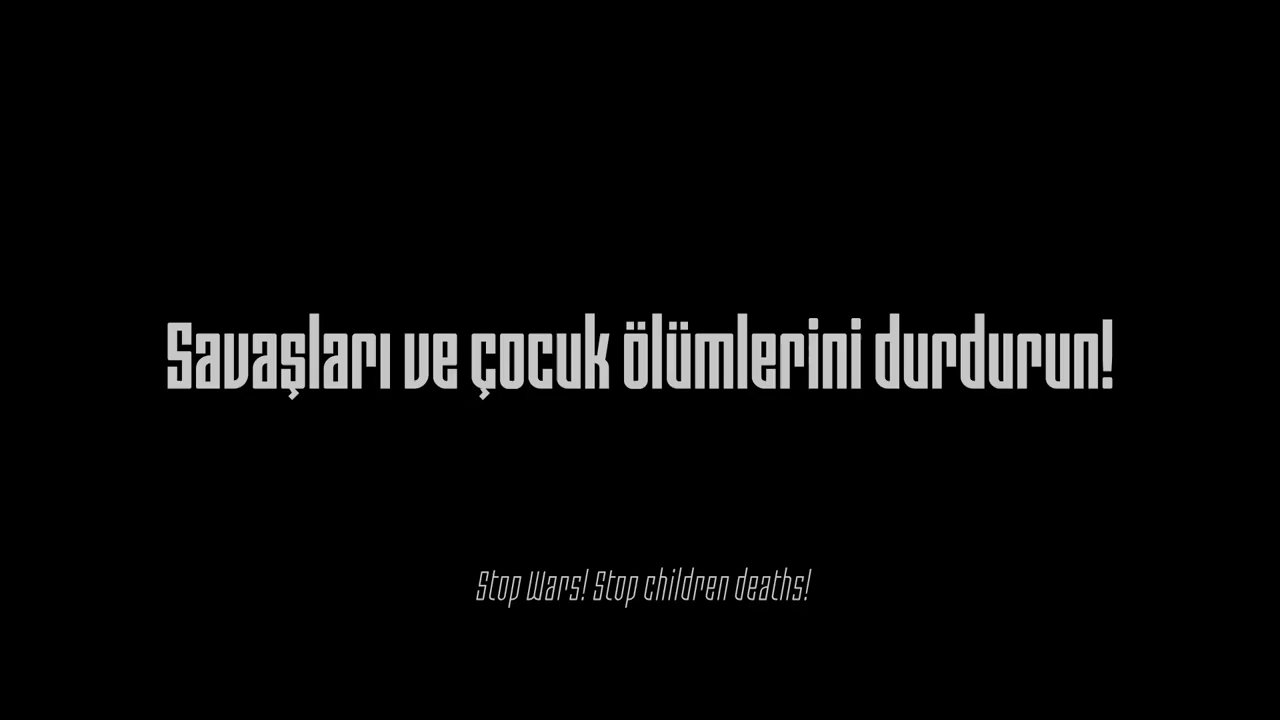 Savaşları ve çocuk ölümlerini durdurun!
Stop Wars! Stop children deaths!